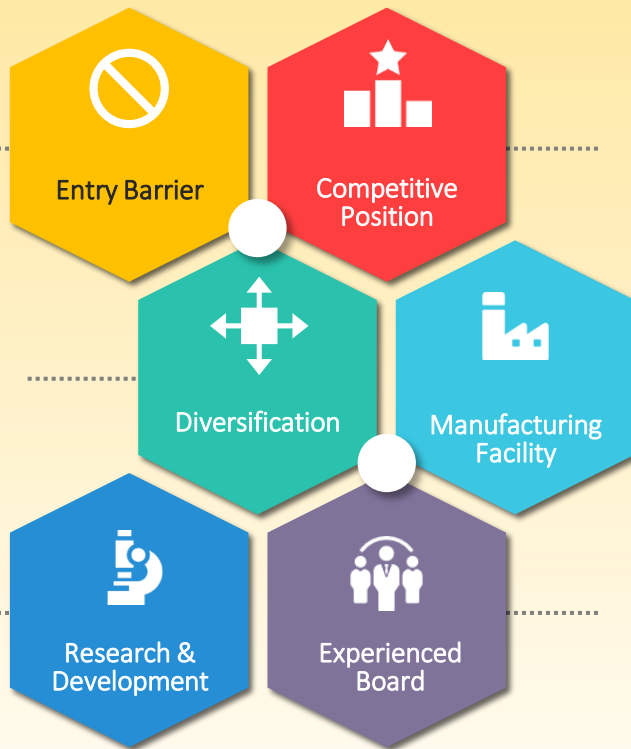 Entry Barrier
Competitive
Position
Diversification
Manufacturing
Facility
Research &
Development
Experienced
Board